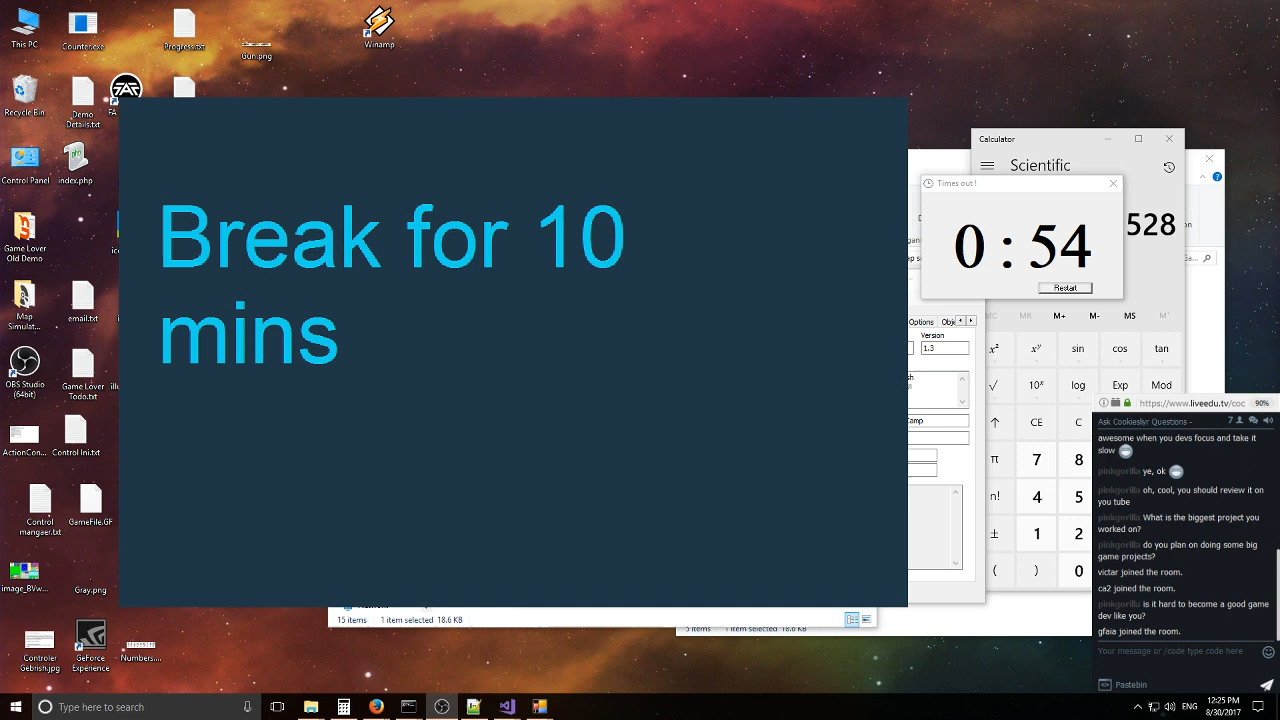 This PC
Counter.exe
Progress.txt
Gun.png
Winamp
Recycle Bin
Demo
Details.txt
FA
Control Panel
index.php
Game Lover
Old Demo
Map
Simulat...
email.txt
OBS Studio
(64bit)
Game Lover
Todo.txt
ActionCon...
Control Ini.txt
Control
mangaer.txt
GameFile.GF
image_BVw...
Gray.png
Controler
Gebrish.jpg
GeForce
Experience
Numbers....
Break for 10
mins
15 items 1 item selected 18.6 KB
5 items 1 item selected 18.6 KB
Calculator
Scientific
528
Times out !
0 : 54
Restart
MC MR M+ M- MS M˅
Options
Version
1.3
x² xʸ sin cos tan
√ 10ˣ log Exp Mod
↑ CE C
π 7 8
n! 4 5
± 1 2
( ) 0
https://www.liveedu.tv/coc 90%
Ask Cookiesliyr Questions - 7
awesome when you devs focus and take it
slow
pinkgorilla ye, ok
pinkgorilla oh, cool, you should review it on
you tube
pinkgorilla What is the biggest project you
worked on?
pinkgorilla do you plan on doing some big
game projects?
victar joined the room.
ca2 joined the room.
pinkgorilla is it hard to become a good game
dev like you?
gfaia joined the room.
Your message or /code type code here
Pastebin
Type here to search
ENG
12:25 PM
8/30/2017